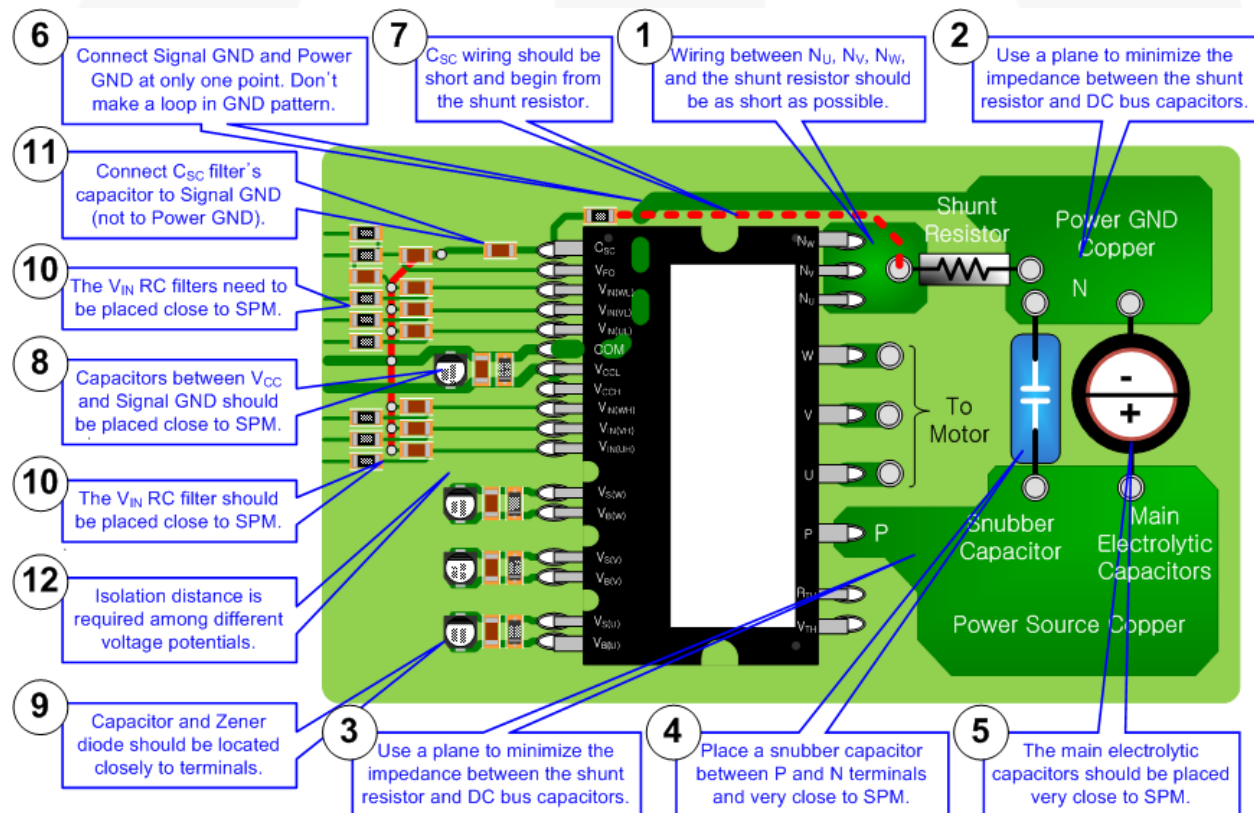 6
Connect Signal GND and Power
GND at only one point. Don't
make a loop in GND pattern.
7
CSC wiring should be
short and begin from
the shunt resistor.
1
Wiring between NU, NV, NW,
and the shunt resistor should
be as short as possible.
2
Use a plane to minimize the
impedance between the shunt
resistor and DC bus capacitors.
11
Connect CSC filter's
capacitor to Signal GND
(not to Power GND).
10
The VIN RC filters need to
be placed close to SPM.
8
Capacitors between VCC
and Signal GND should
be placed close to SPM.
10
The VIN RC filter should
be placed close to SPM.
12
Isolation distance is
required among different
voltage potentials.
9
Capacitor and Zener
diode should be located
closely to terminals.
CSC
VFO
VIN(WL)
VIN(VL)
VIN(UL)
COM
VCCL
VCCH
VIN(WH)
VIN(VH)
VIN(UH)
VS(W)
VB(W)
VS(V)
VB(V)
VS(U)
VB(U)
NW
NV
NU
W
V
U
P
RTH
VTH
Shunt
Resistor
Power GND
Copper
N
To
Motor
-
+
P
Snubber
Capacitor
Main
Electrolytic
Capacitors
Power Source Copper
3
Use a plane to minimize the
impedance between the shunt
resistor and DC bus capacitors.
4
Place a snubber capacitor
between P and N terminals
and very close to SPM.
5
The main electrolytic
capacitors should be placed
very close to SPM.